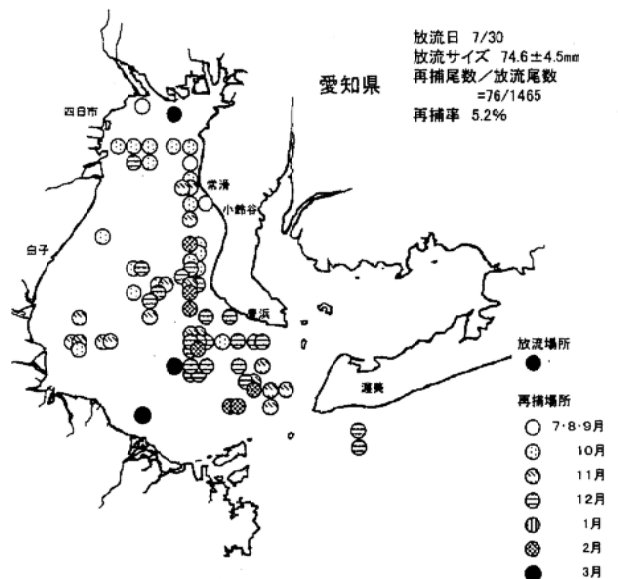 放流日 7/30
放流サイズ 74.6±4.5mm
再捕尾数/放流尾数
=76/1465
再捕率 5.2%
愛知県
四日市
常滑
小鈴谷
白子
豊浜
渥美
放流場所
再捕場所
7・8・9月
10月
11月
12月
1月
2月
3月